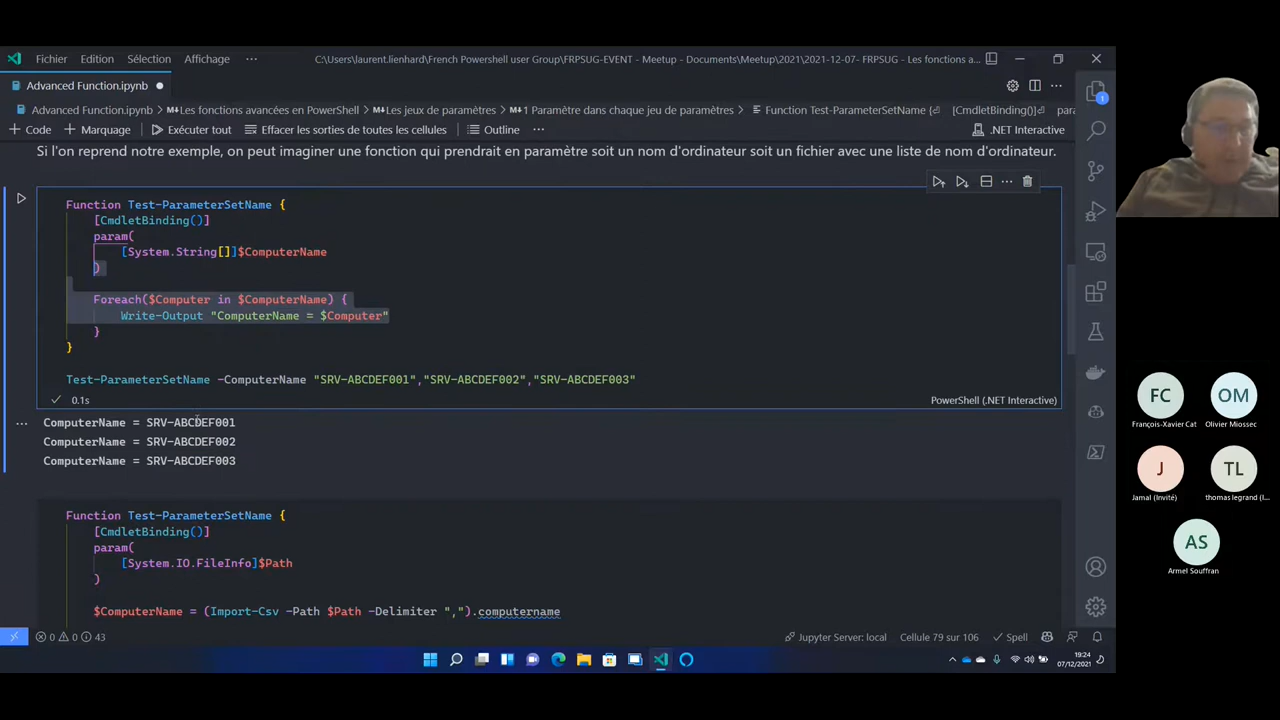 Fichier Edition Sélection Affichage ··· C:\Users\laurent.lienhard\French Powershell user Group\FRPSUG-EVENT - Meetup - Documents\Meetup\2021\2021-12-07- FRPSUG - Les fonctions a...
Advanced Function.ipynb
Advanced Function.ipynb > Les fonctions avancées en PowerShell > Les jeux de paramètres > 1 Paramètre dans chaque jeu de paramètres > Function Test-ParameterSetName { [CmdletBinding()] para
+ Code + Marquage Exécuter tout Effacer les sorties de toutes les cellules Outline ··· .NET Interactive
Si l'on reprend notre exemple, on peut imaginer une fonction qui prendrait en paramètre soit un nom d'ordinateur soit un fichier avec une liste de nom d'ordinateur.
Function Test-ParameterSetName {
[CmdletBinding()]
param(
[System.String[]]$ComputerName
)
Foreach($Computer in $ComputerName) {
Write-Output "ComputerName = $Computer"
}
}
Test-ParameterSetName -ComputerName "SRV-ABCDEF001","SRV-ABCDEF002","SRV-ABCDEF003"
0.1s
PowerShell (.NET Interactive)
ComputerName = SRV-ABCDEF001
ComputerName = SRV-ABCDEF002
ComputerName = SRV-ABCDEF003
Function Test-ParameterSetName {
[CmdletBinding()]
param(
[System.IO.FileInfo]$Path
)
$ComputerName = (Import-Csv -Path $Path -Delimiter ",").computername
0 0 43 Jupyter Server: local Cellule 79 sur 106 Spell
19:24
07/12/2021
1
FC
François-Xavier Cat
OM
Olivier Miossec
J
Jamal (Invité)
TL
thomas legrand (I...
AS
Armel Souffran